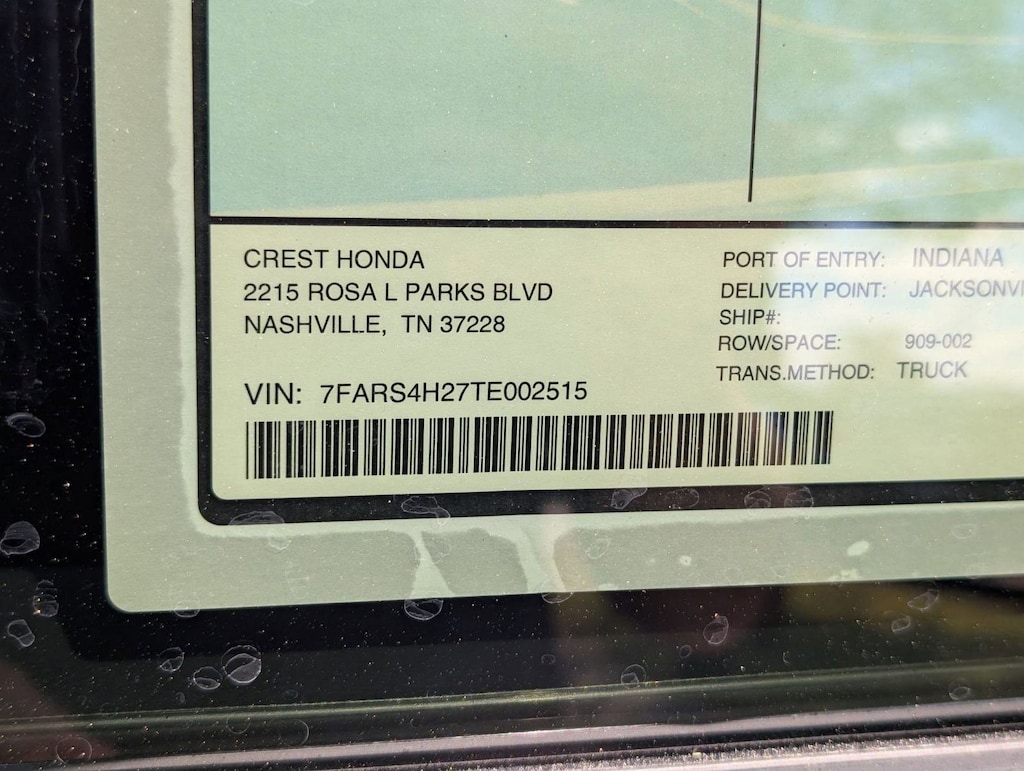 CREST HONDA
2215 ROSA L PARKS BLVD
NASHVILLE, TN 37228
VIN: 7FARS4H27TE002515
PORT OF ENTRY: INDIANA
DELIVERY POINT: JACKSONVI
SHIP#:
ROW/SPACE: 909-002
TRANS.METHOD: TRUCK